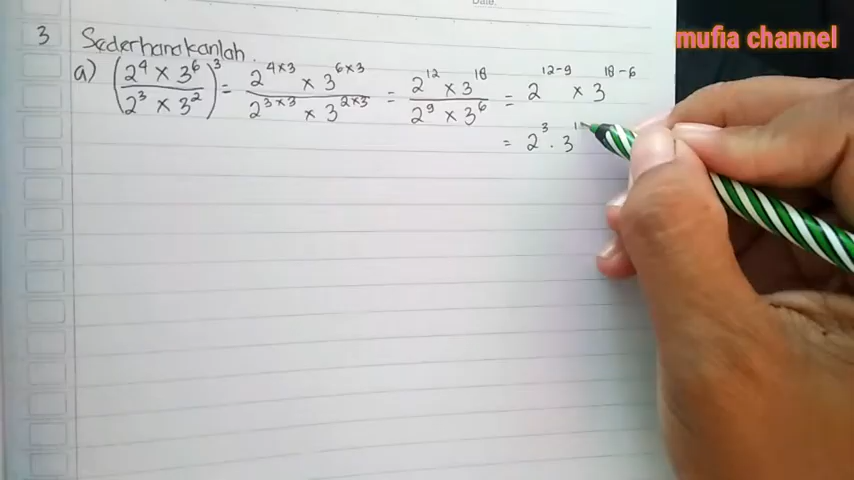 Date.
mufia channel
3 Sederhanakanlah.
a) ((2^4 × 3^6)/(2^3 × 3^2))^3 = (2^(4×3) × 3^(6×3))/(2^(3×3) × 3^(2×3)) = (2^12 × 3^18)/(2^9 × 3^6) = 2^(12-9) × 3^(18-6)
= 2^3 . 3^1